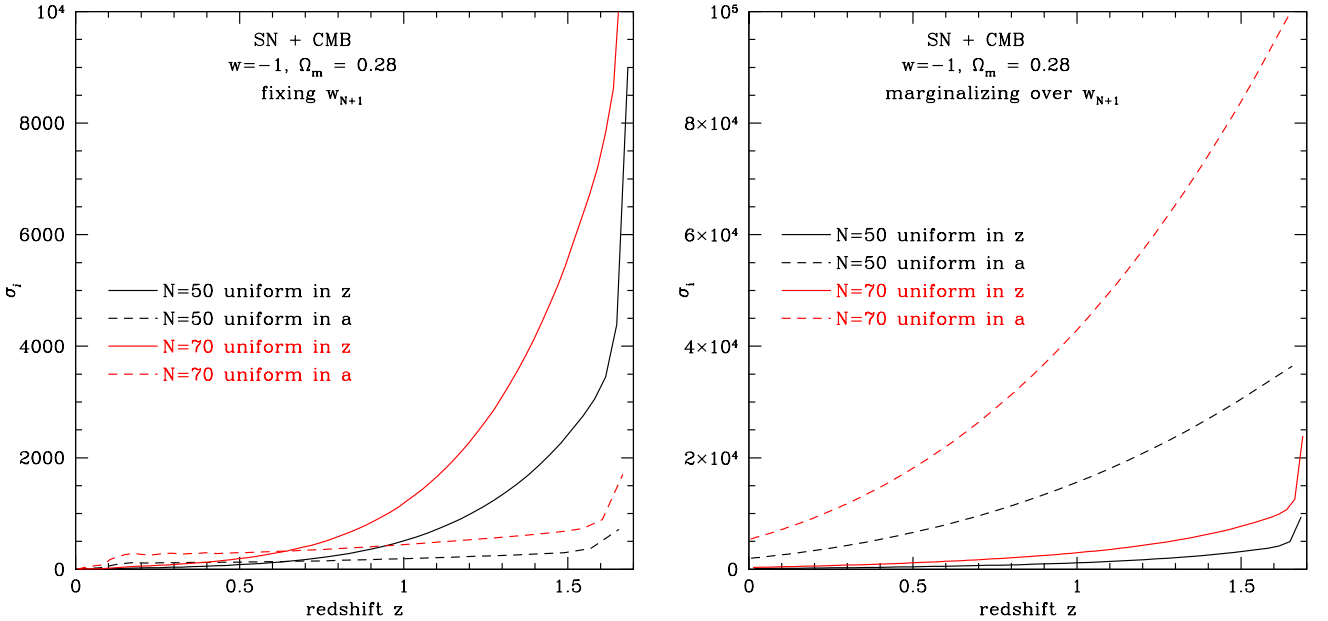 10⁴
8000
6000
4000
2000
0
σᵢ
SN + CMB
w=−1, Ωₘ = 0.28
fixing w_{N+1}
N=50 uniform in z
N=50 uniform in a
N=70 uniform in z
N=70 uniform in a
0
0.5
1
1.5
redshift z
10⁵
8×10⁴
6×10⁴
4×10⁴
2×10⁴
0
σᵢ
SN + CMB
w=−1, Ωₘ = 0.28
marginalizing over w_{N+1}
N=50 uniform in z
N=50 uniform in a
N=70 uniform in z
N=70 uniform in a
0
0.5
1
1.5
redshift z